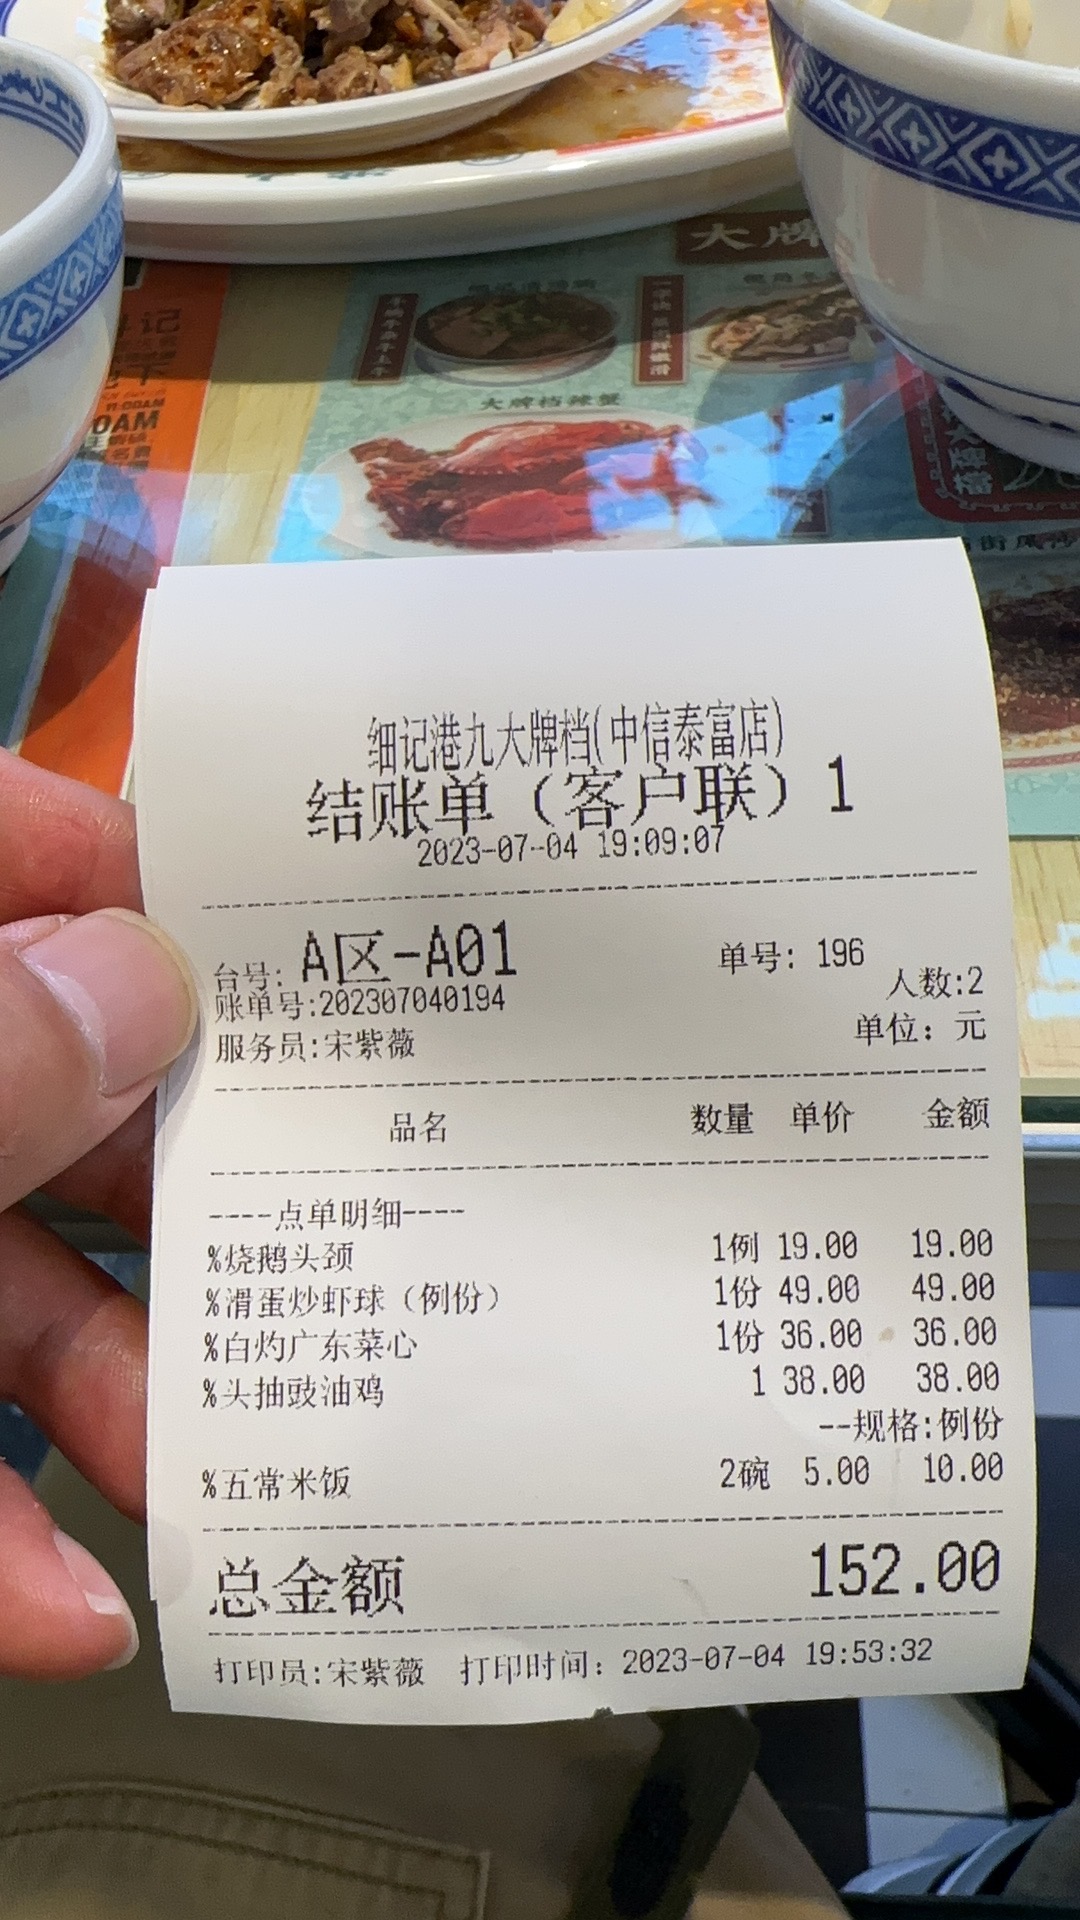 大牌
记
下
11:00AM
0AM
大牌档辣蟹
细记港九大牌档(中信泰富店)
结账单（客户联）1
2023-07-04 19:09:07
台号: A区-A01 单号: 196
人数:2
账单号:202307040194
服务员:宋紫薇 单位: 元
品名 数量 单价 金额
----点单明细----
%烧鹅头颈 1例 19.00 19.00
%滑蛋炒虾球（例份） 1份 49.00 49.00
%白灼广东菜心 1份 36.00 36.00
%头抽豉油鸡 1 38.00 38.00
--规格:例份
%五常米饭 2碗 5.00 10.00
总金额 152.00
打印员:宋紫薇 打印时间: 2023-07-04 19:53:32